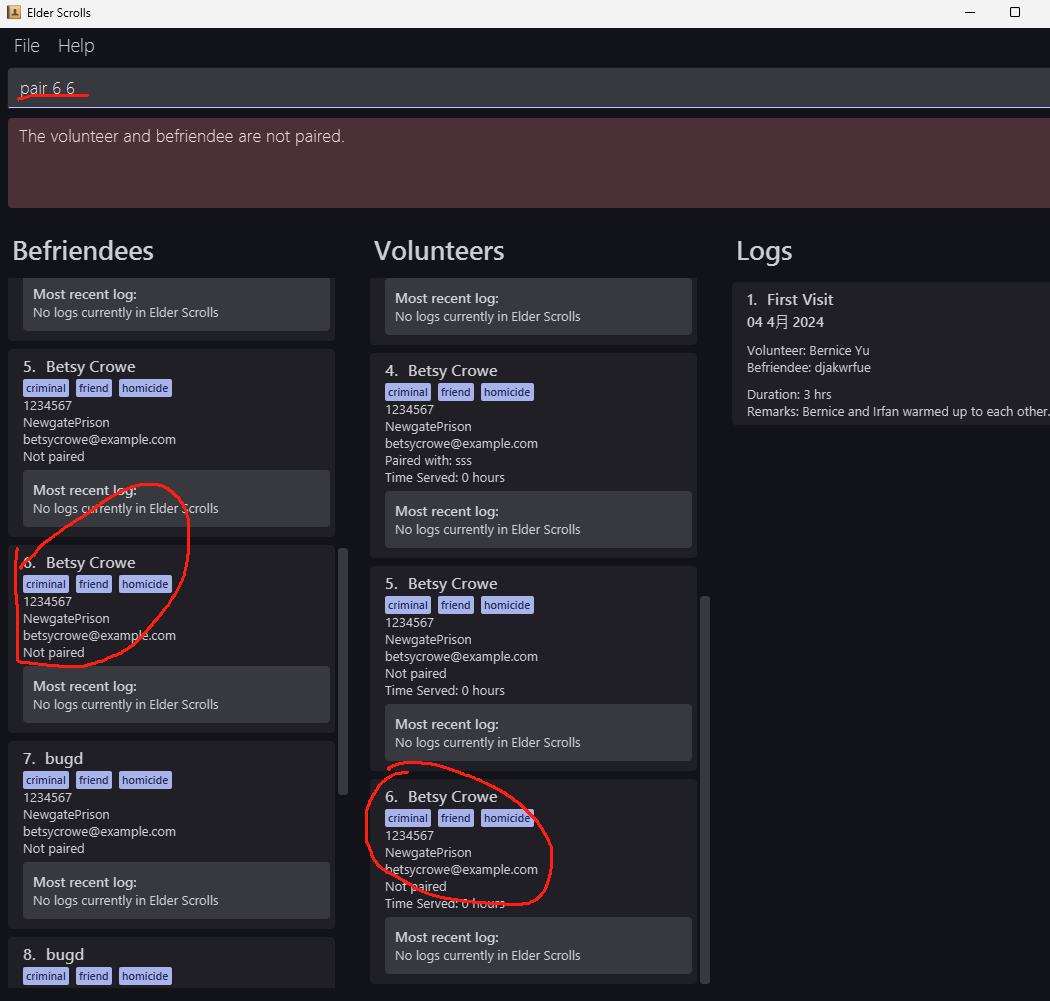 Elder Scrolls
File Help
pair 6 6
The volunteer and befriendee are not paired.
Befriendees
Most recent log:
No logs currently in Elder Scrolls
5. Betsy Crowe
criminal friend homicide
1234567
NewgatePrison
betsycrowe@example.com
Not paired
Most recent log:
No logs currently in Elder Scrolls
6. Betsy Crowe
criminal friend homicide
1234567
NewgatePrison
betsycrowe@example.com
Not paired
Most recent log:
No logs currently in Elder Scrolls
7. bugd
criminal friend homicide
1234567
NewgatePrison
betsycrowe@example.com
Not paired
Most recent log:
No logs currently in Elder Scrolls
8. bugd
criminal friend homicide
Volunteers
Most recent log:
No logs currently in Elder Scrolls
4. Betsy Crowe
criminal friend homicide
1234567
NewgatePrison
betsycrowe@example.com
Paired with: sss
Time Served: 0 hours
Most recent log:
No logs currently in Elder Scrolls
5. Betsy Crowe
criminal friend homicide
1234567
NewgatePrison
betsycrowe@example.com
Not paired
Time Served: 0 hours
Most recent log:
No logs currently in Elder Scrolls
6. Betsy Crowe
criminal friend homicide
1234567
NewgatePrison
betsycrowe@example.com
Not paired
Time Served: 0 hours
Most recent log:
No logs currently in Elder Scrolls
Logs
1. First Visit
04 4月 2024
Volunteer: Bernice Yu
Befriendee: djakwrfue
Duration: 3 hrs
Remarks: Bernice and Irfan warmed up to each other.